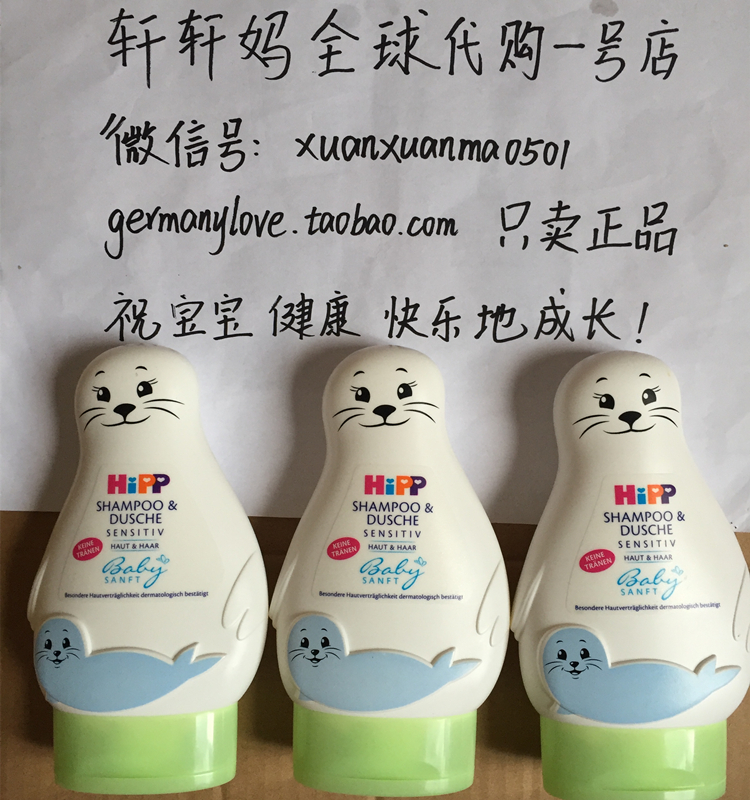 轩轩妈全球代购一号店
微信号: xuanxuanma0501
germanylove.taobao.com 只卖正品
祝宝宝健康 快乐地成长!
HiPP
SHAMPOO &
DUSCHE
SENSITIV
HAUT & HAAR
KEINE
TRÄNEN
Baby
SANFT
Besondere Hautverträglichkeit dermatologisch bestätigt
HiPP
SHAMPOO &
DUSCHE
SENSITIV
HAUT & HAAR
KEINE
TRÄNEN
Baby
SANFT
Besondere Hautverträglichkeit dermatologisch bestätigt
HiPP
SHAMPOO &
DUSCHE
SENSITIV
HAUT & HAAR
KEINE
TRÄNEN
Baby
SANFT
Besondere Hautverträglichkeit dermatologisch bestätigt